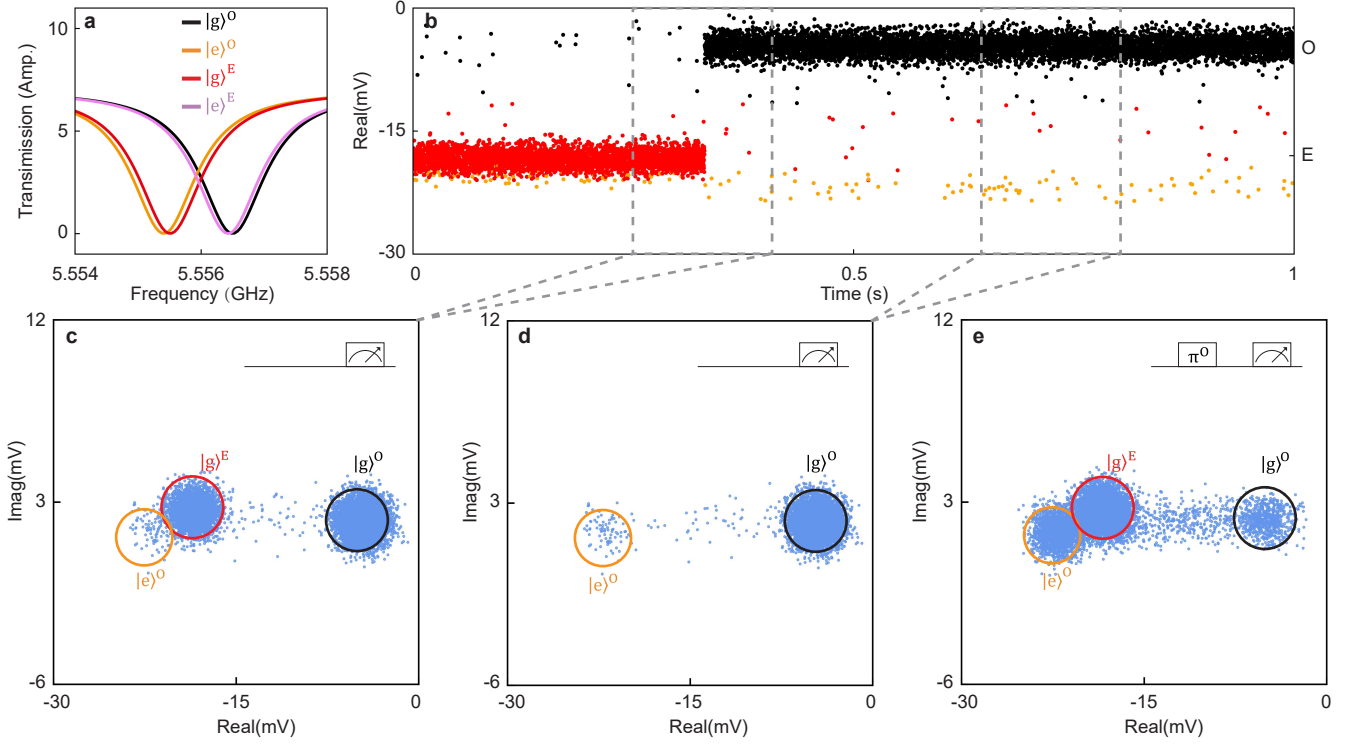 a
Transmission (Amp.)
10
5
0
|g⟩ᴼ
|e⟩ᴼ
|g⟩ᴱ
|e⟩ᴱ
5.554
5.556
5.558
Frequency (GHz)
b
Real(mV)
0
-15
-30
O
E
0
0.5
1
Time (s)
c
Imag(mV)
12
3
-6
|g⟩ᴱ
|g⟩ᴼ
|e⟩ᴼ
-30
-15
0
Real(mV)
d
Imag(mV)
12
3
-6
|g⟩ᴼ
|e⟩ᴼ
-30
-15
0
Real(mV)
e
πᴼ
Imag(mV)
12
3
-6
|g⟩ᴱ
|g⟩ᴼ
|e⟩ᴼ
-30
-15
0
Real(mV)